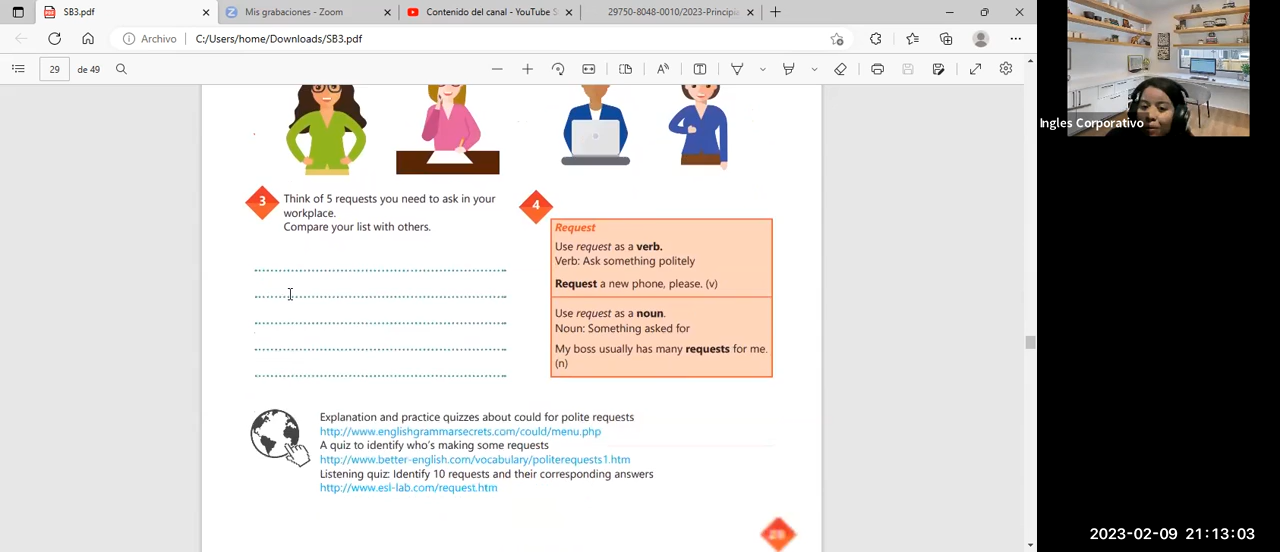 SB3.pdf
Mis grabaciones - Zoom
Contenido del canal - YouTube S
29750-8048-0010/2023-Principia
Archivo
C:/Users/home/Downloads/SB3.pdf
29
de 49
3
Think of 5 requests you need to ask in your
workplace.
Compare your list with others.
4
Request
Use request as a verb.
Verb: Ask something politely
Request a new phone, please. (v)
Use request as a noun.
Noun: Something asked for
My boss usually has many requests for me.
(n)
Explanation and practice quizzes about could for polite requests
http://www.englishgrammarsecrets.com/could/menu.php
A quiz to identify who's making some requests
http://www.better-english.com/vocabulary/politerequests1.htm
Listening quiz: Identify 10 requests and their corresponding answers
http://www.esl-lab.com/request.htm
Ingles Corporativo
2023-02-09 21:13:03